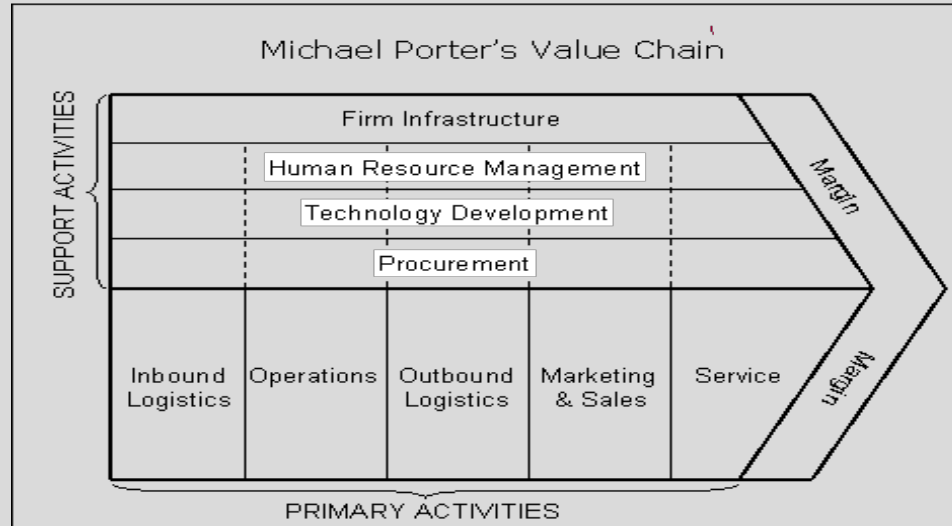 Michael Porter's Value Chain
SUPPORT ACTIVITIES
Firm Infrastructure
Human Resource Management
Technology Development
Procurement
Margin
Inbound
Logistics
Operations
Outbound
Logistics
Marketing
& Sales
Service
Margin
PRIMARY ACTIVITIES